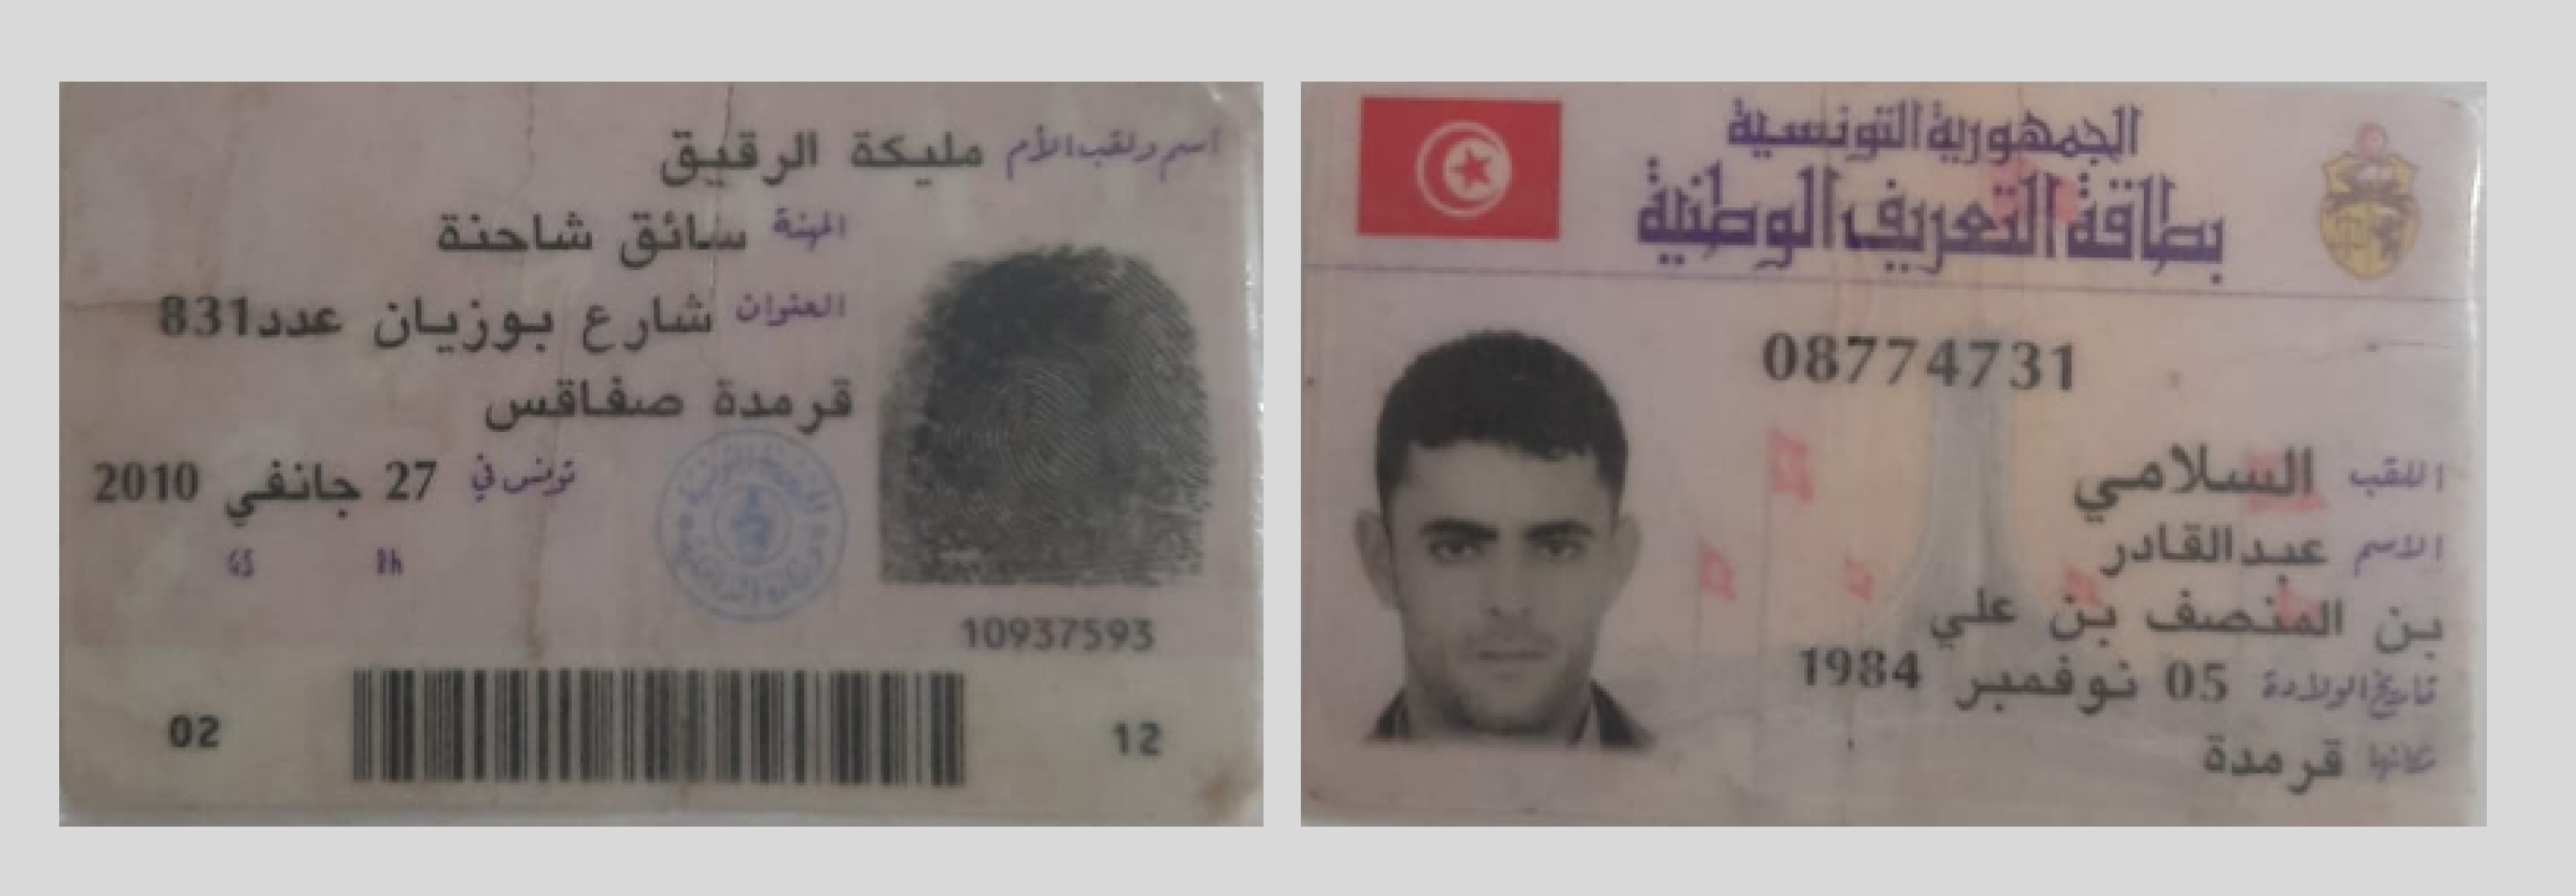 اسم ولقب الأم مليكة الرقيق
المهنة سائق شاحنة
العنوان شارع بوزيان عدد831
قرمدة صفاقس
تونس في 27 جانفي 2010
GS Rh
10937593
02 12
الجمهورية التونسية
بطاقة التعريف الوطنية
08774731
اللقب السلامي
الاسم عبدالقادر
بن المنصف بن علي
تاريخ الولادة 05 نوفمبر 1984
مكانها قرمدة